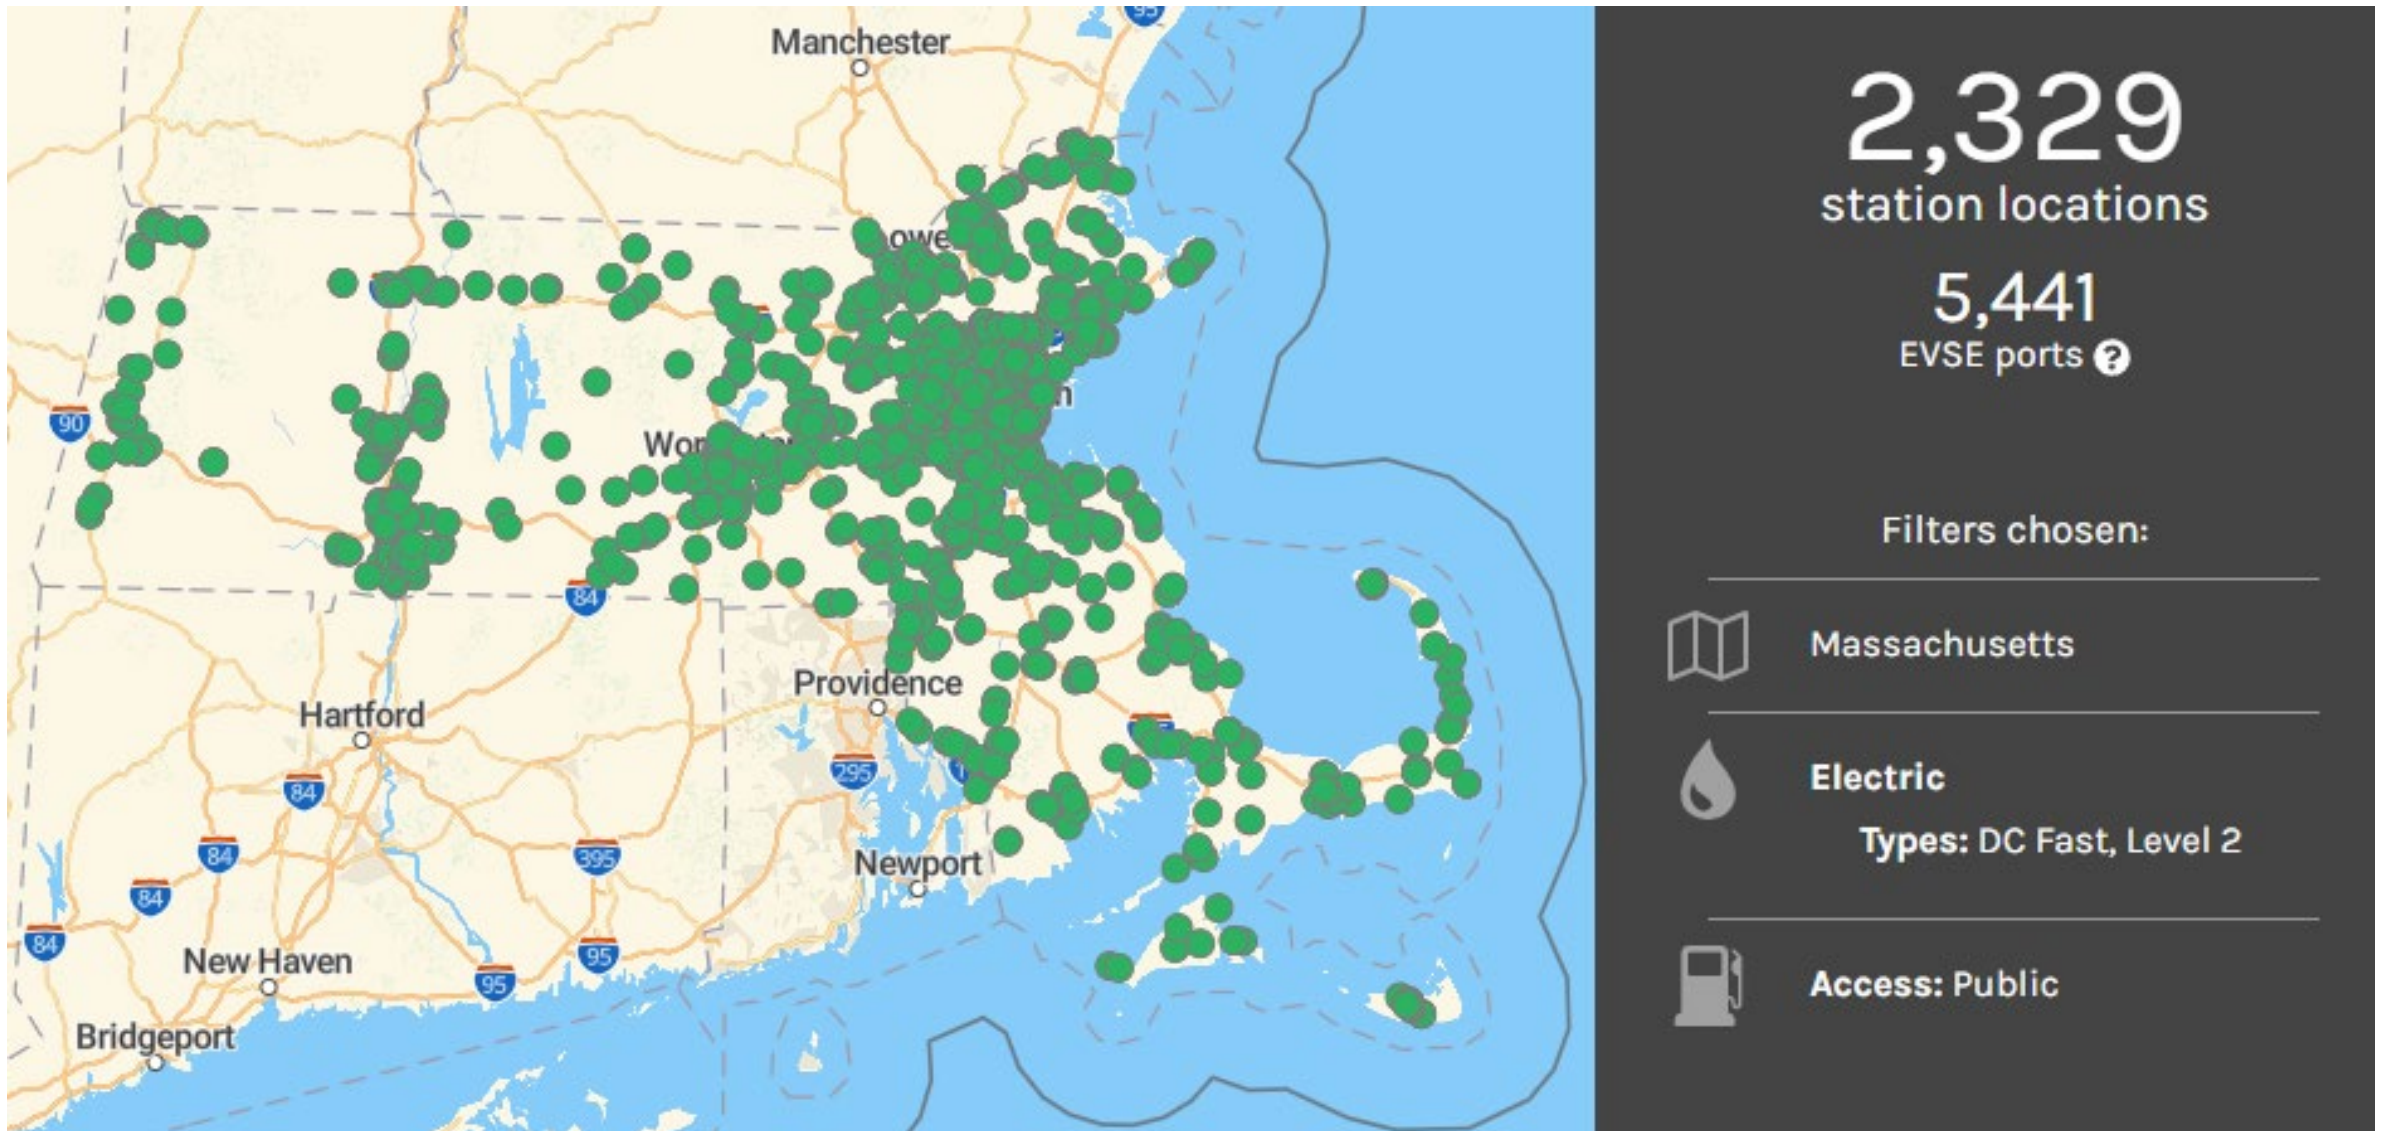 95
Manchester
90
84
Providence
Hartford
295
84
395
84
Newport
84
84
95
New Haven
95
Bridgeport
2,329
station locations
5,441
EVSE ports ?
Filters chosen:
Massachusetts
Electric
Types: DC Fast, Level 2
Access: Public